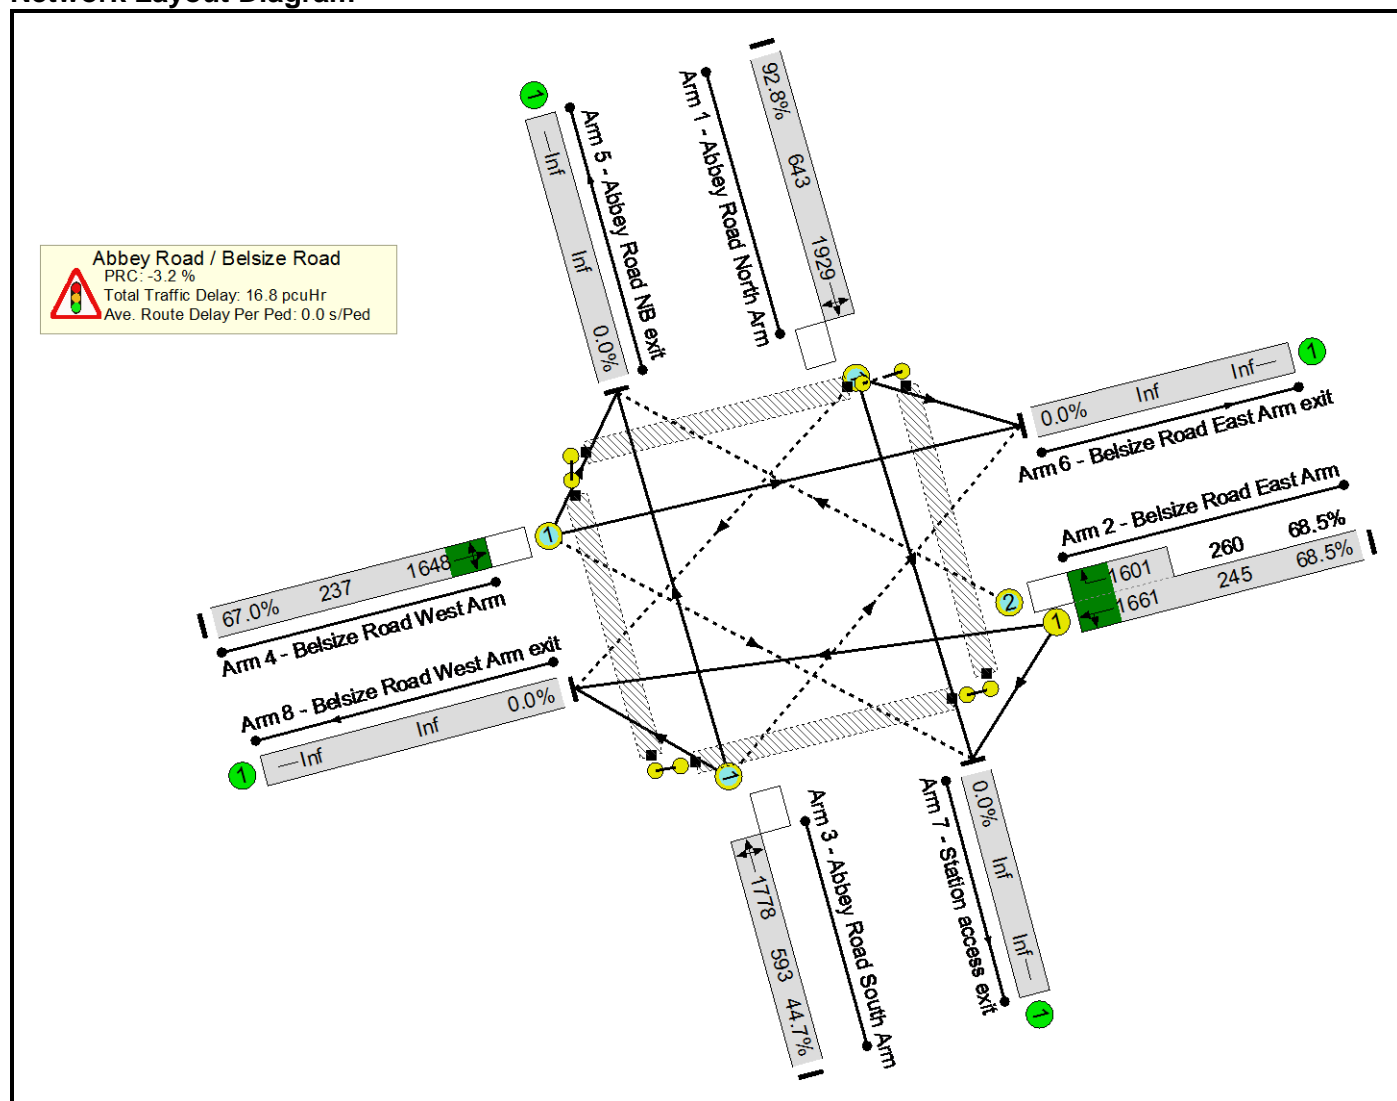 Network Layout Diagram
Abbey Road / Belsize Road
PRC: -3.2 %
Total Traffic Delay: 16.8 pcuHr
Ave. Route Delay Per Ped: 0.0 s/Ped
1
Arm 5 - Abbey Road NB exit
Inf
Inf
0.0%
Arm 1 - Abbey Road North Arm
92.8%
643
1929
1
0.0%
Inf
Inf
1
Arm 6 - Belsize Road East Arm exit
Arm 2 - Belsize Road East Arm
1601
260
68.5%
1661
245
68.5%
2
1
1
67.0%
237
1648
Arm 4 - Belsize Road West Arm
Arm 8 - Belsize Road West Arm exit
Inf
Inf
0.0%
1
1
1778
593
44.7%
Arm 3 - Abbey Road South Arm
Arm 7 - Station access exit
0.0%
Inf
Inf
1